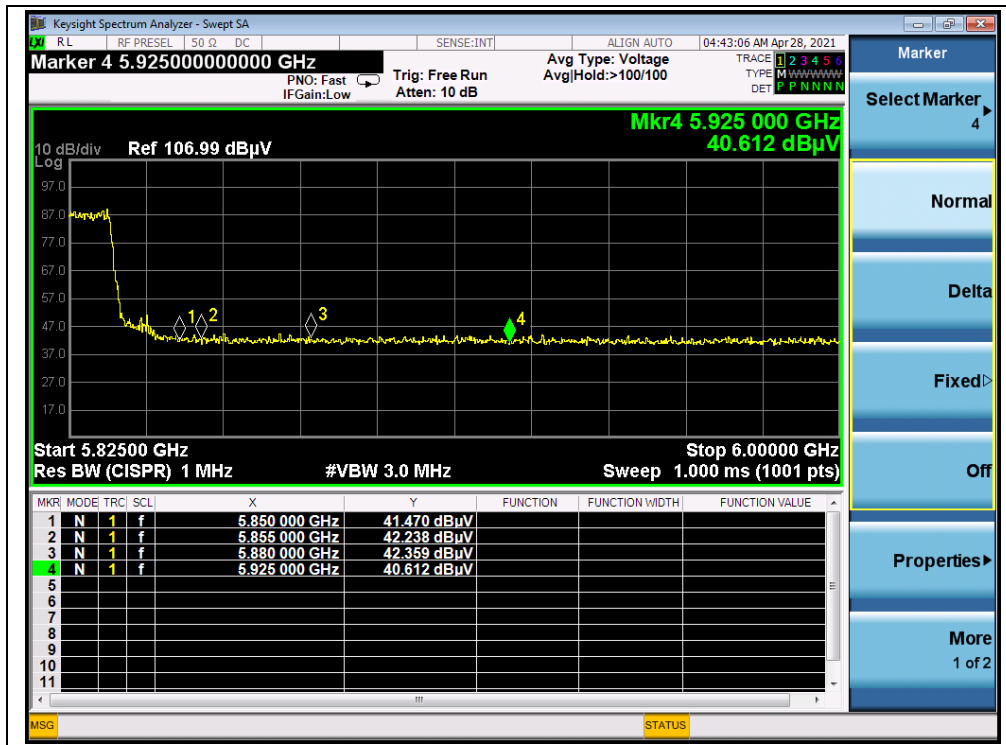 Keysight Spectrum Analyzer - Swept SA
LXI RL RF PRESEL 50 Ω DC SENSE:INT ALIGN AUTO 04:43:06 AM Apr 28, 2021
Marker 4 5.925000000000 GHz
PNO: Fast
IFGain:Low
Trig: Free Run
Atten: 10 dB
Avg Type: Voltage
Avg|Hold:>100/100
TRACE 1 2 3 4 5 6
TYPE M WWWWW
DET P P N N N N
Mkr4 5.925 000 GHz
40.612 dBµV
10 dB/div Ref 106.99 dBµV
Log
97.0
87.0
77.0
67.0
57.0
47.0
37.0
27.0
17.0
1 2 3 4
Start 5.82500 GHz Stop 6.00000 GHz
Res BW (CISPR) 1 MHz #VBW 3.0 MHz Sweep 1.000 ms (1001 pts)
MKR MODE TRC SCL X Y FUNCTION FUNCTION WIDTH FUNCTION VALUE
1 N 1 f 5.850 000 GHz 41.470 dBµV
2 N 1 f 5.855 000 GHz 42.238 dBµV
3 N 1 f 5.880 000 GHz 42.359 dBµV
4 N 1 f 5.925 000 GHz 40.612 dBµV
5
6
7
8
9
10
11
MSG STATUS
Marker
Select Marker
4
Normal
Delta
Fixed
Off
Properties
More
1 of 2